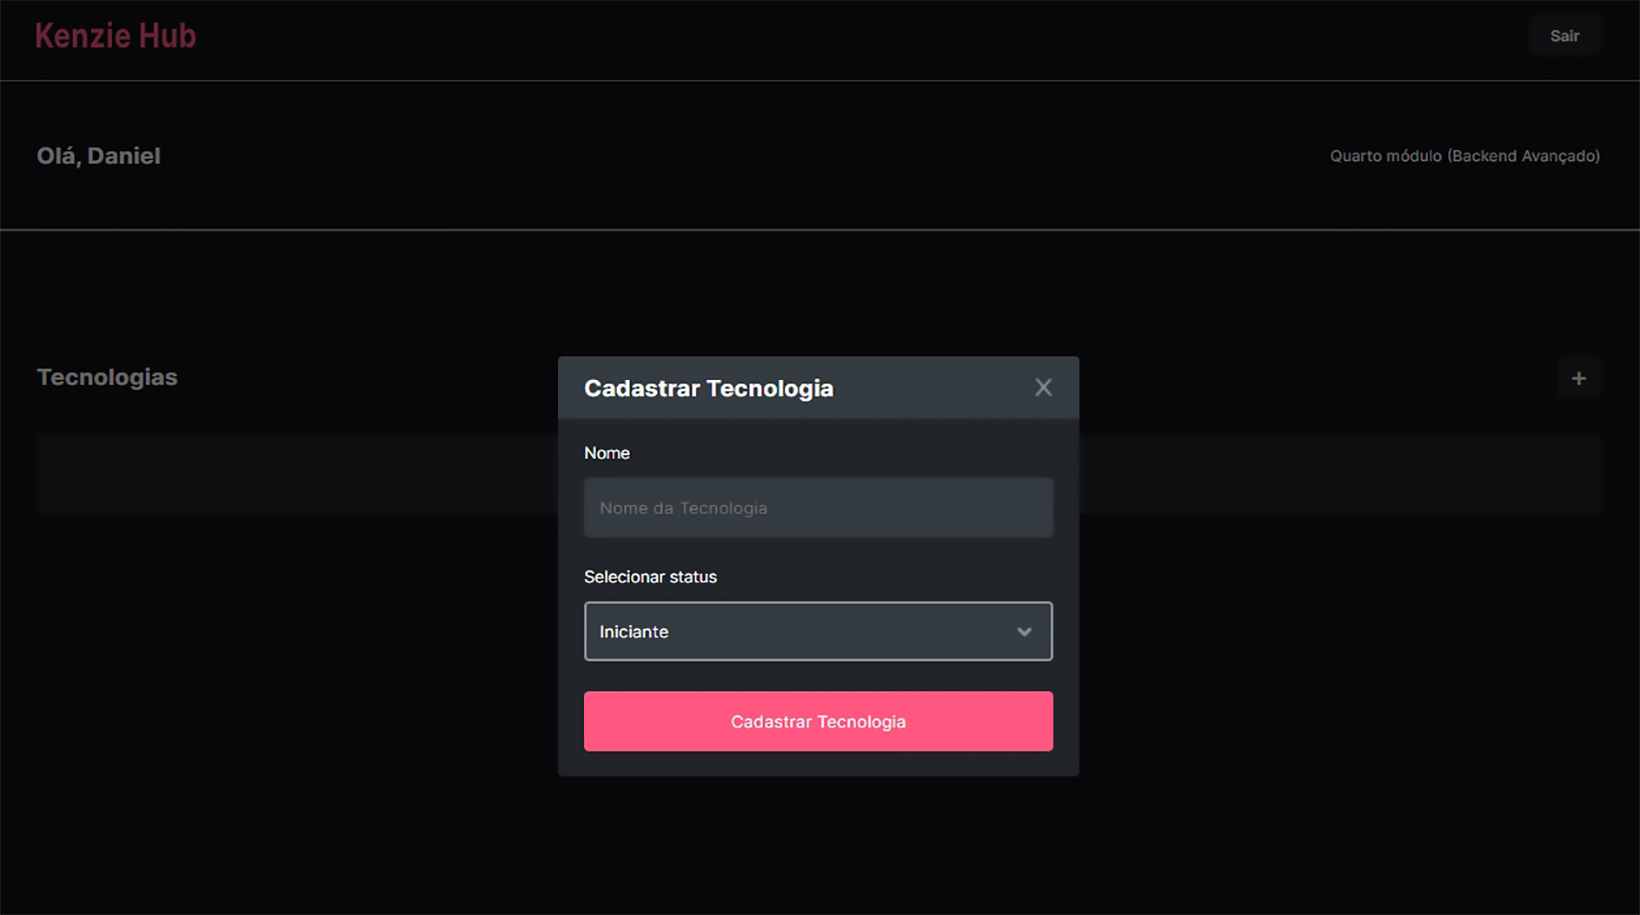 Kenzie Hub
Sair
Olá, Daniel
Quarto módulo (Backend Avançado)
Tecnologias
+
Cadastrar Tecnologia
Nome
Nome da Tecnologia
Selecionar status
Iniciante
Cadastrar Tecnologia